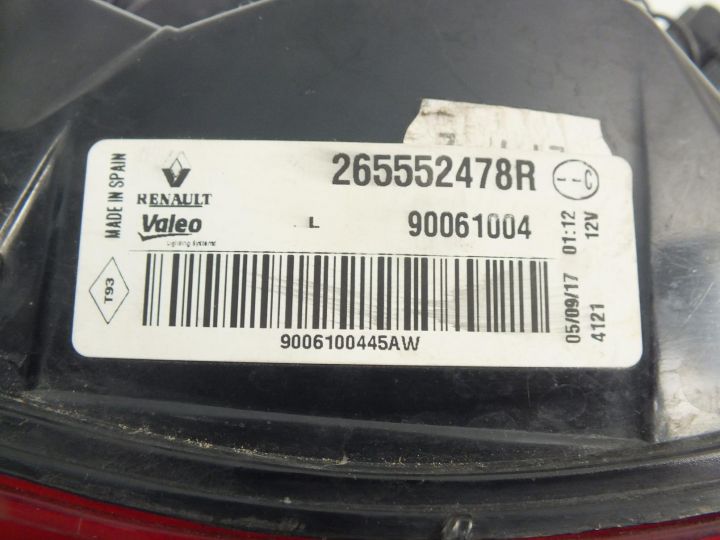 MADE IN SPAIN
RENAULT
Valeo
Lighting Systems
L
265552478R
90061004
T93
9006100445AW
05/09/17 01:12
4121 12V